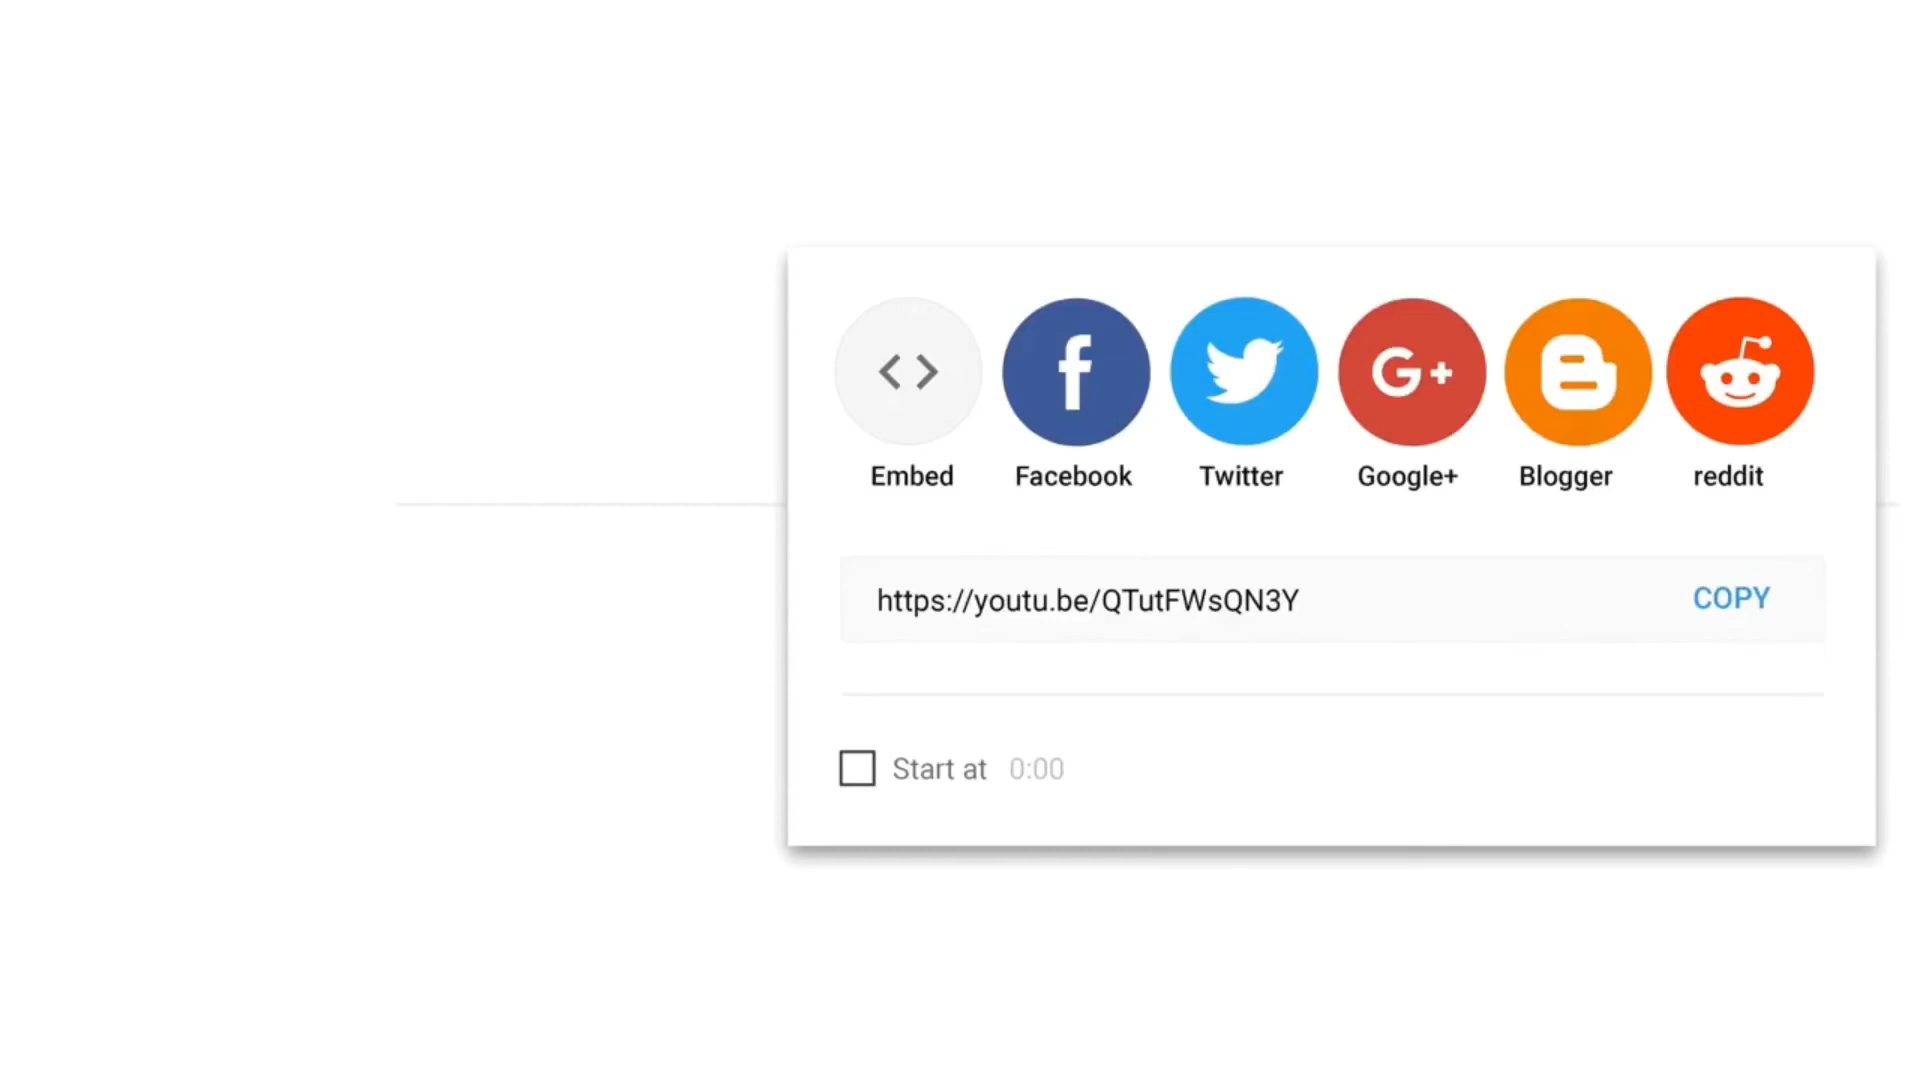 Embed Facebook Twitter Google+ Blogger reddit
https://youtu.be/QTutFWsQN3Y COPY
Start at 0:00